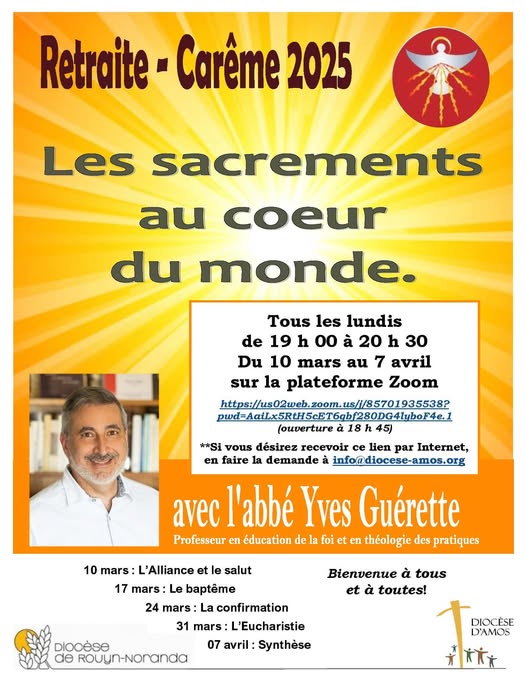 Retraite - Carême 2025
Les sacrements
au coeur
du monde.
Tous les lundis
de 19 h 00 à 20 h 30
Du 10 mars au 7 avril
sur la plateforme Zoom
https://us02web.zoom.us/j/85701935538?
pwd=AaiLx5RtH5cET6qbf280DG4lyboF4e.1
(ouverture à 18 h 45)
**Si vous désirez recevoir ce lien par Internet,
en faire la demande à info@diocese-amos.org
avec l'abbé Yves Guérette
Professeur en éducation de la foi et en théologie des pratiques
10 mars : L'Alliance et le salut
17 mars : Le baptême
24 mars : La confirmation
31 mars : L'Eucharistie
07 avril : Synthèse
Bienvenue à tous
et à toutes!
DIOCÈSE
DE ROUYN-NORANDA
DIOCÈSE
D'AMOS